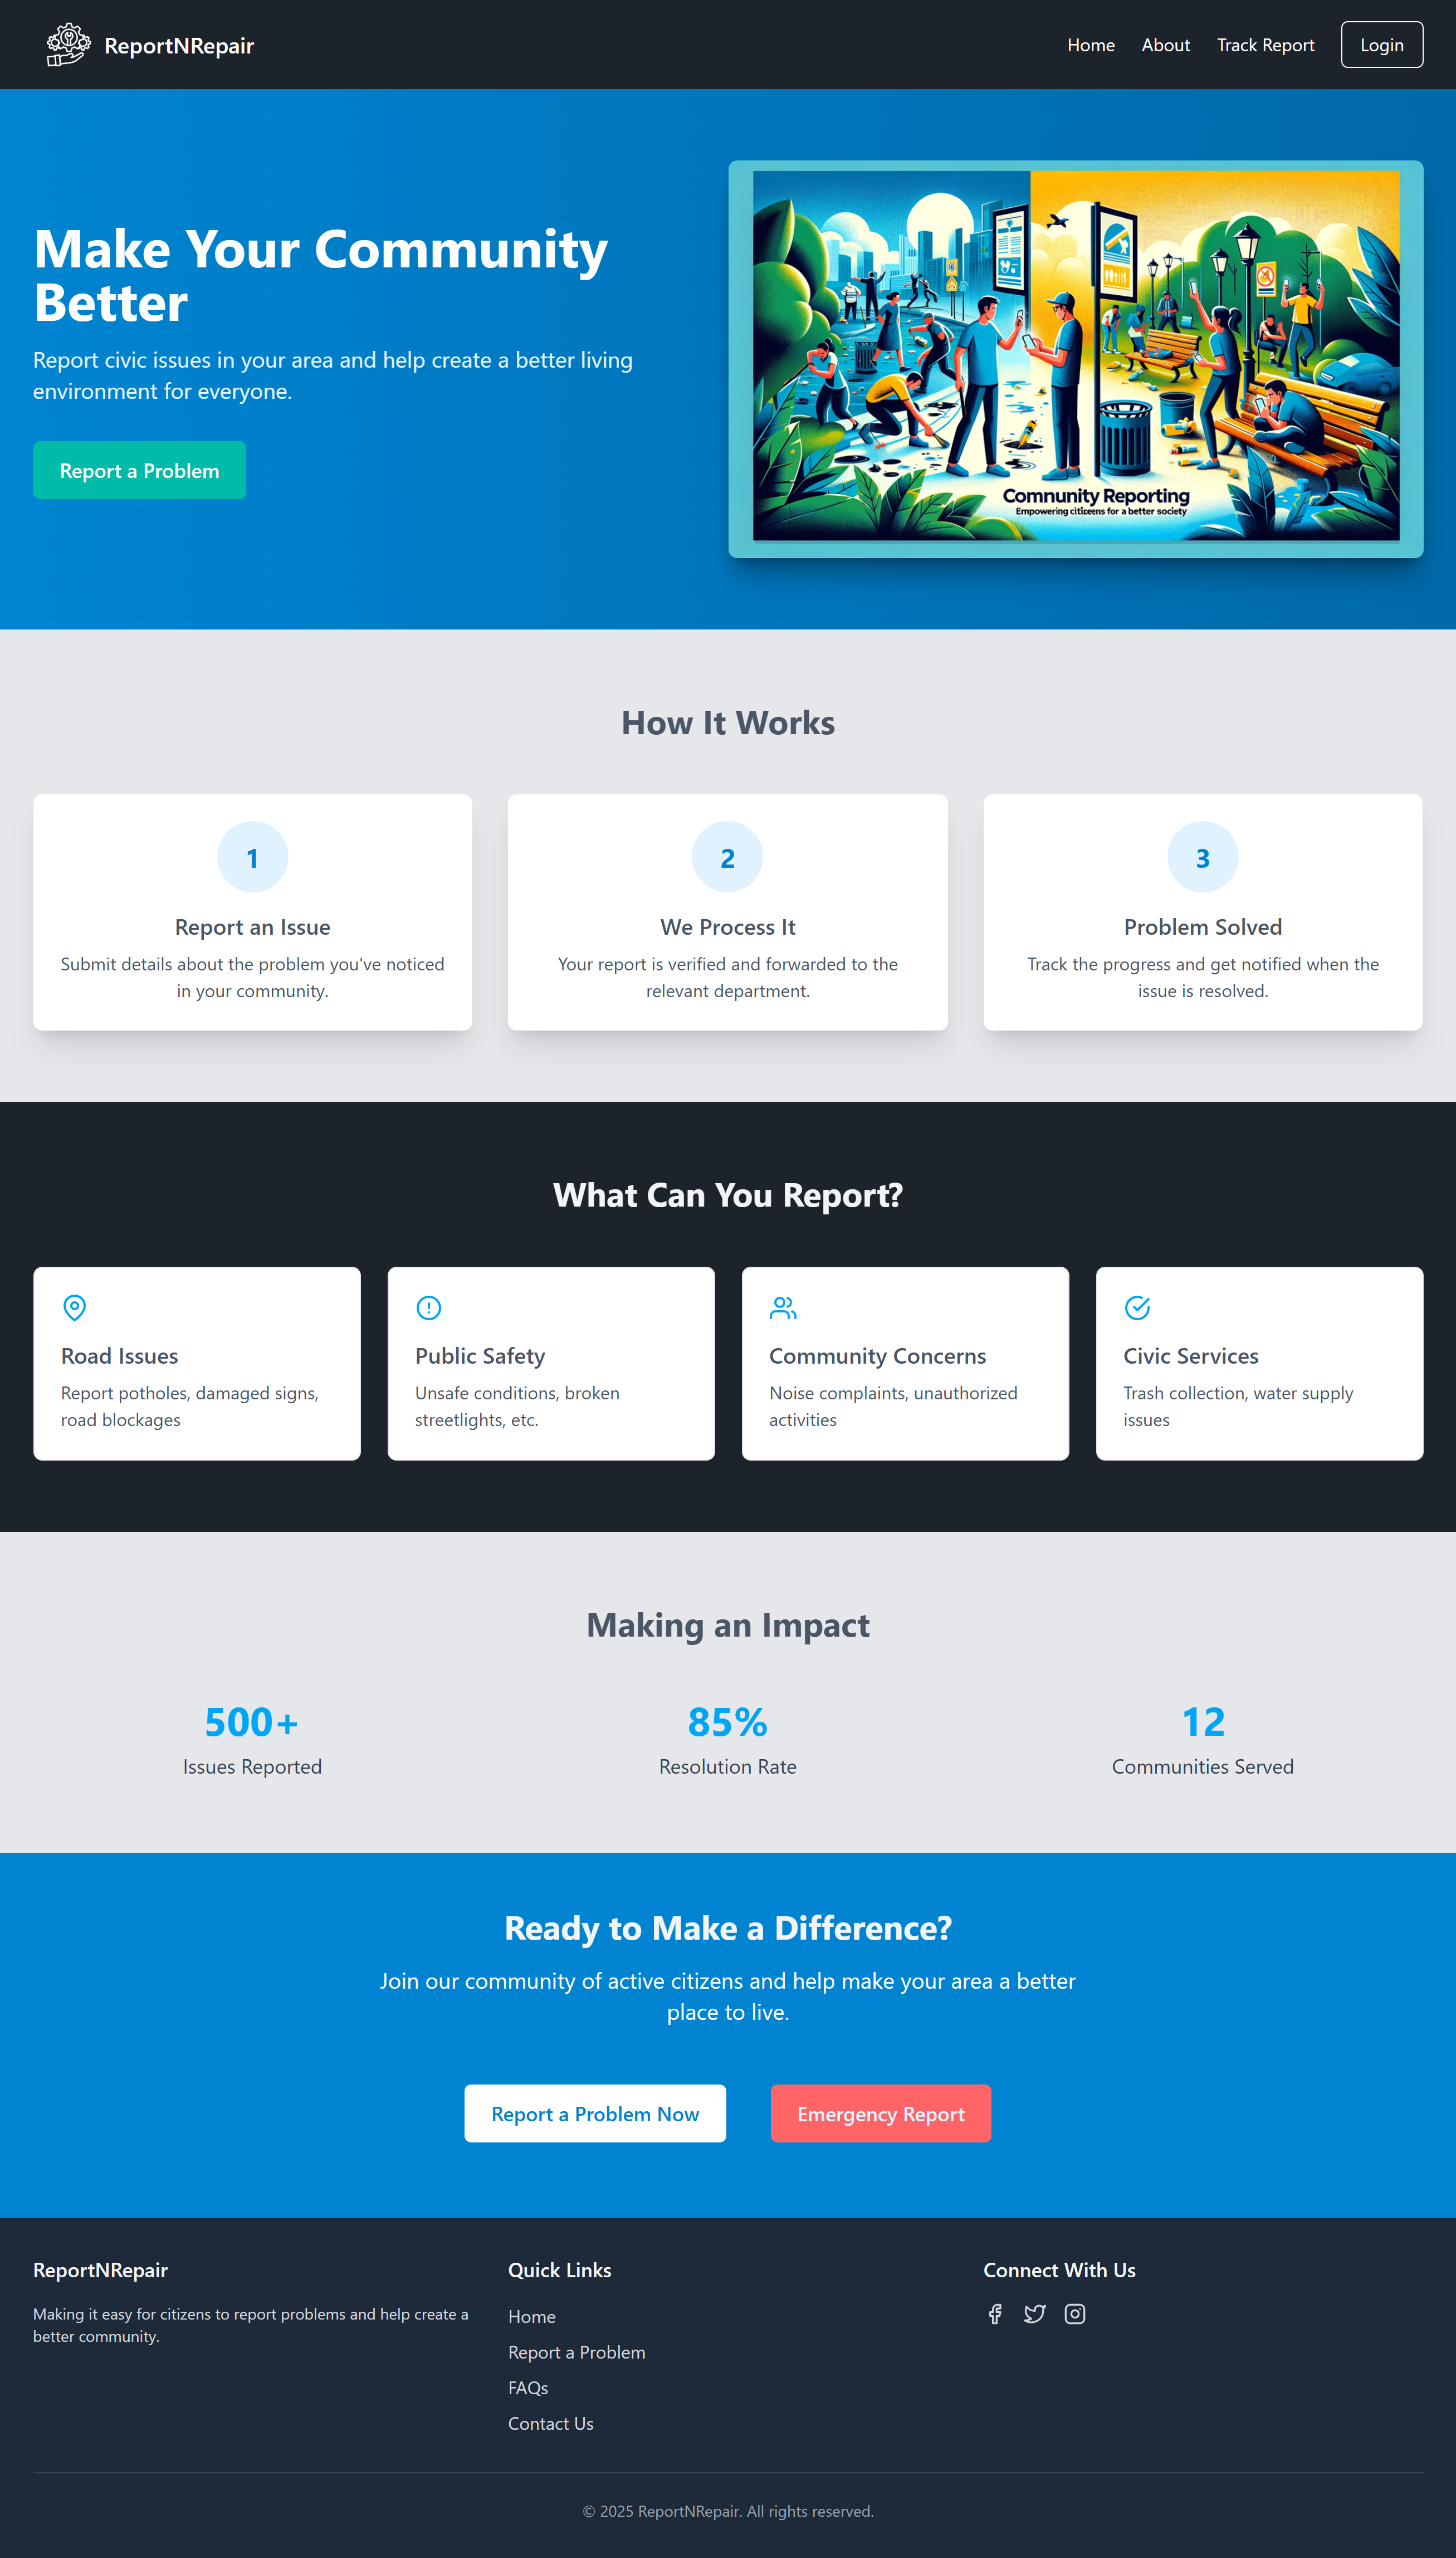 ReportNRepair
Home
About
Track Report
Login
Make Your Community
Better
Report civic issues in your area and help create a better living
environment for everyone.
Report a Problem
Comnunity Reporting
Empowering citizens for a better society
How It Works
1
Report an Issue
Submit details about the problem you've noticed
in your community.
2
We Process It
Your report is verified and forwarded to the
relevant department.
3
Problem Solved
Track the progress and get notified when the
issue is resolved.
What Can You Report?
Road Issues
Report potholes, damaged signs,
road blockages
Public Safety
Unsafe conditions, broken
streetlights, etc.
Community Concerns
Noise complaints, unauthorized
activities
Civic Services
Trash collection, water supply
issues
Making an Impact
500+
Issues Reported
85%
Resolution Rate
12
Communities Served
Ready to Make a Difference?
Join our community of active citizens and help make your area a better
place to live.
Report a Problem Now
Emergency Report
ReportNRepair
Making it easy for citizens to report problems and help create a
better community.
Quick Links
Home
Report a Problem
FAQs
Contact Us
Connect With Us
© 2025 ReportNRepair. All rights reserved.